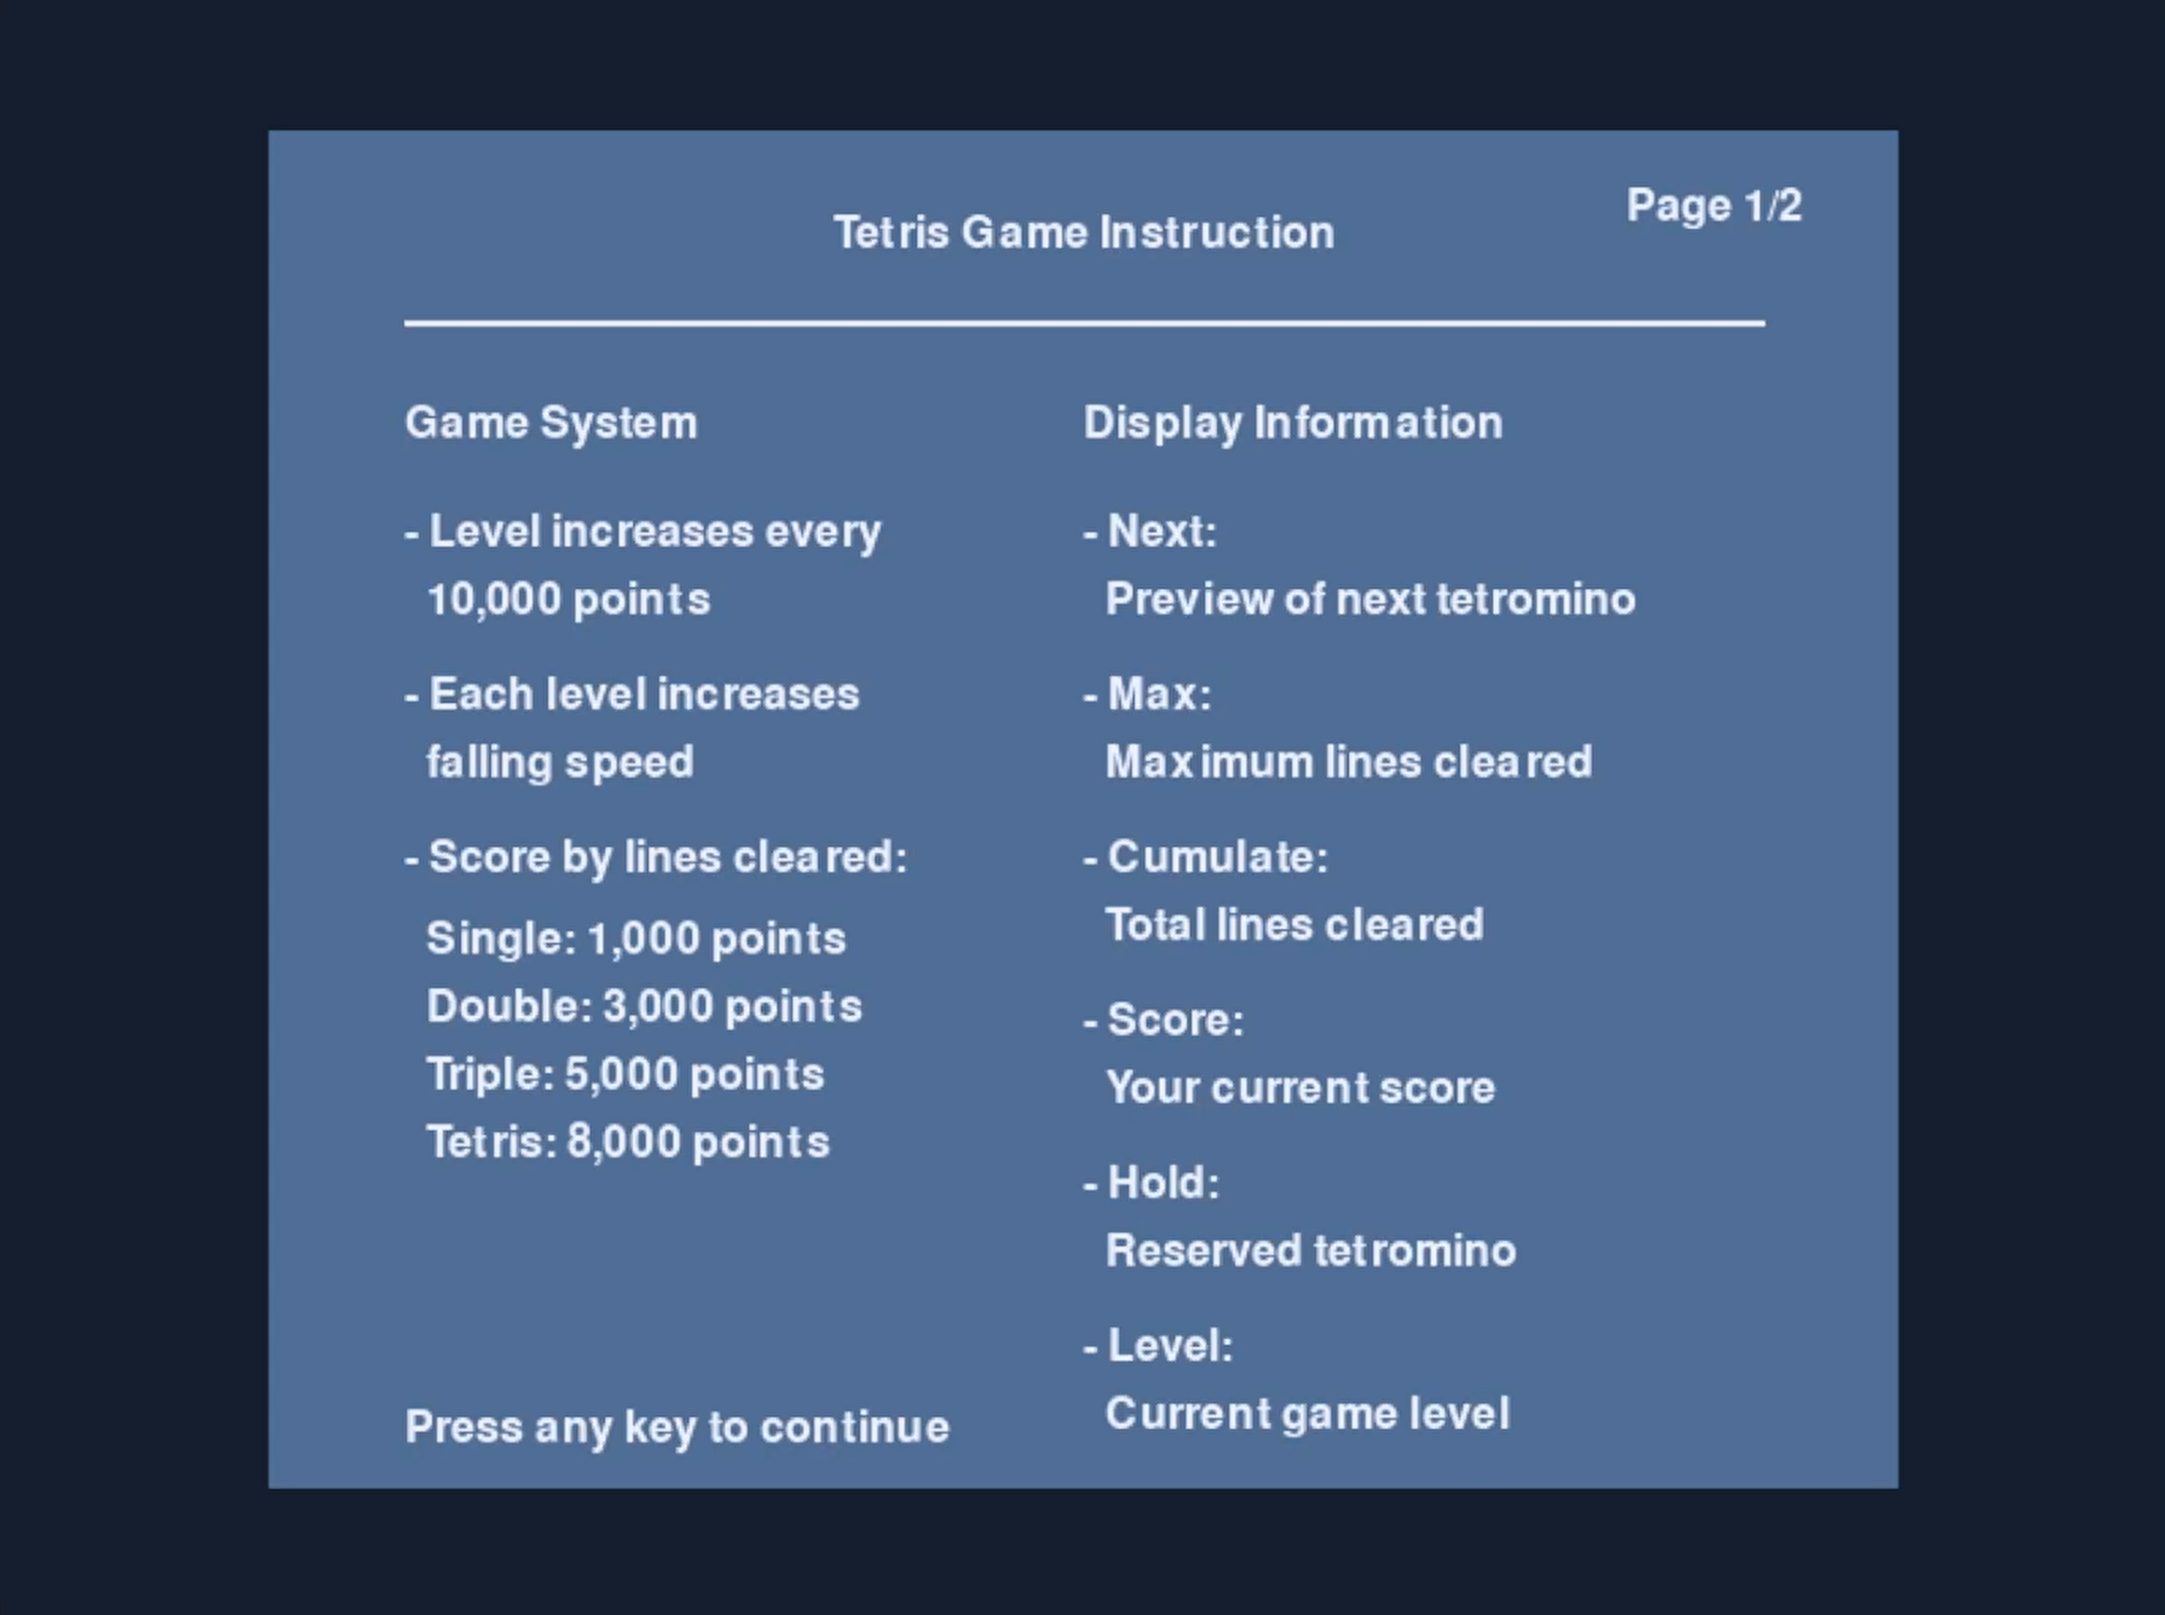 Tetris Game Instruction
Page 1/2
Game System
- Level increases every
10,000 points
- Each level increases
falling speed
- Score by lines cleared:
Single: 1,000 points
Double: 3,000 points
Triple: 5,000 points
Tetris: 8,000 points
Press any key to continue
Display Information
- Next:
Preview of next tetromino
- Max:
Maximum lines cleared
- Cumulate:
Total lines cleared
- Score:
Your current score
- Hold:
Reserved tetromino
- Level:
Current game level